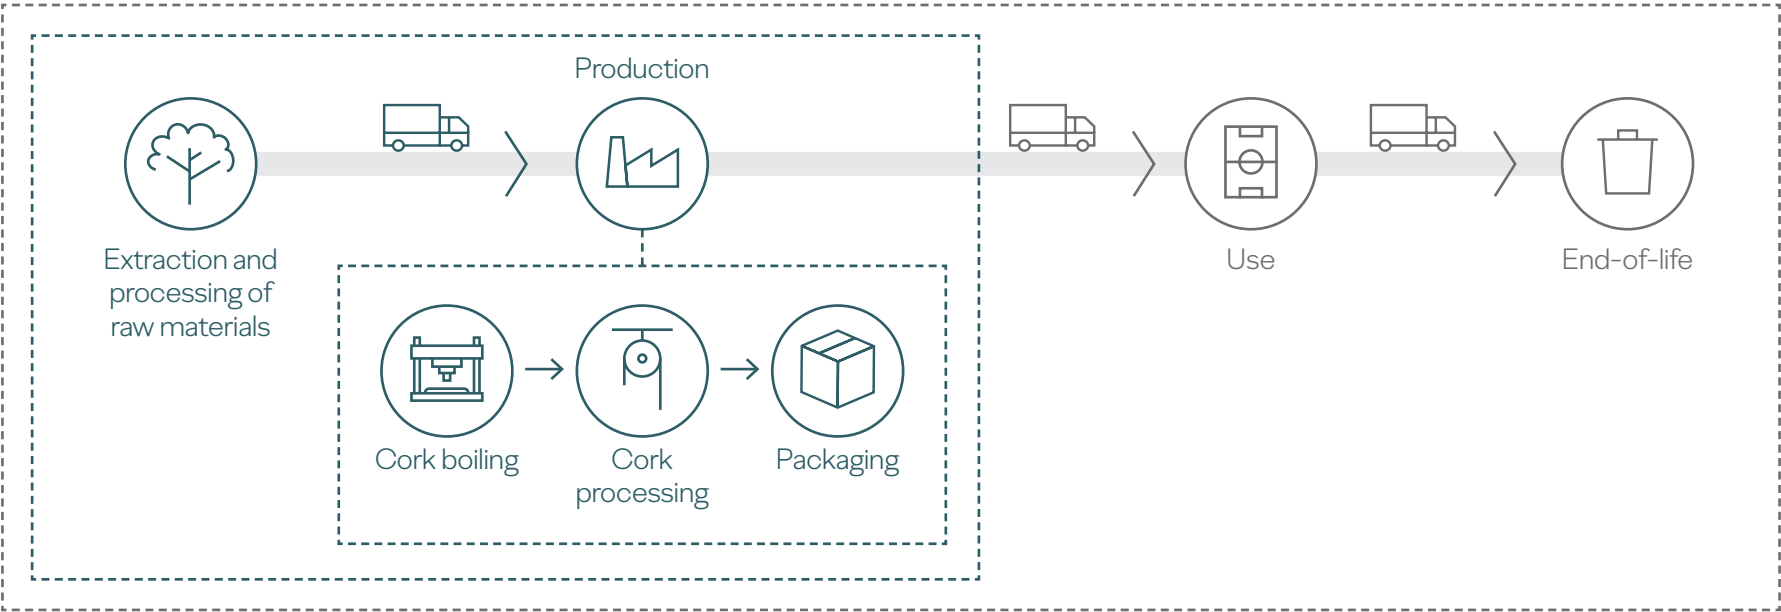 Production
Extraction and
processing of
raw materials
Use
End-of-life
Cork boiling
Cork
processing
Packaging